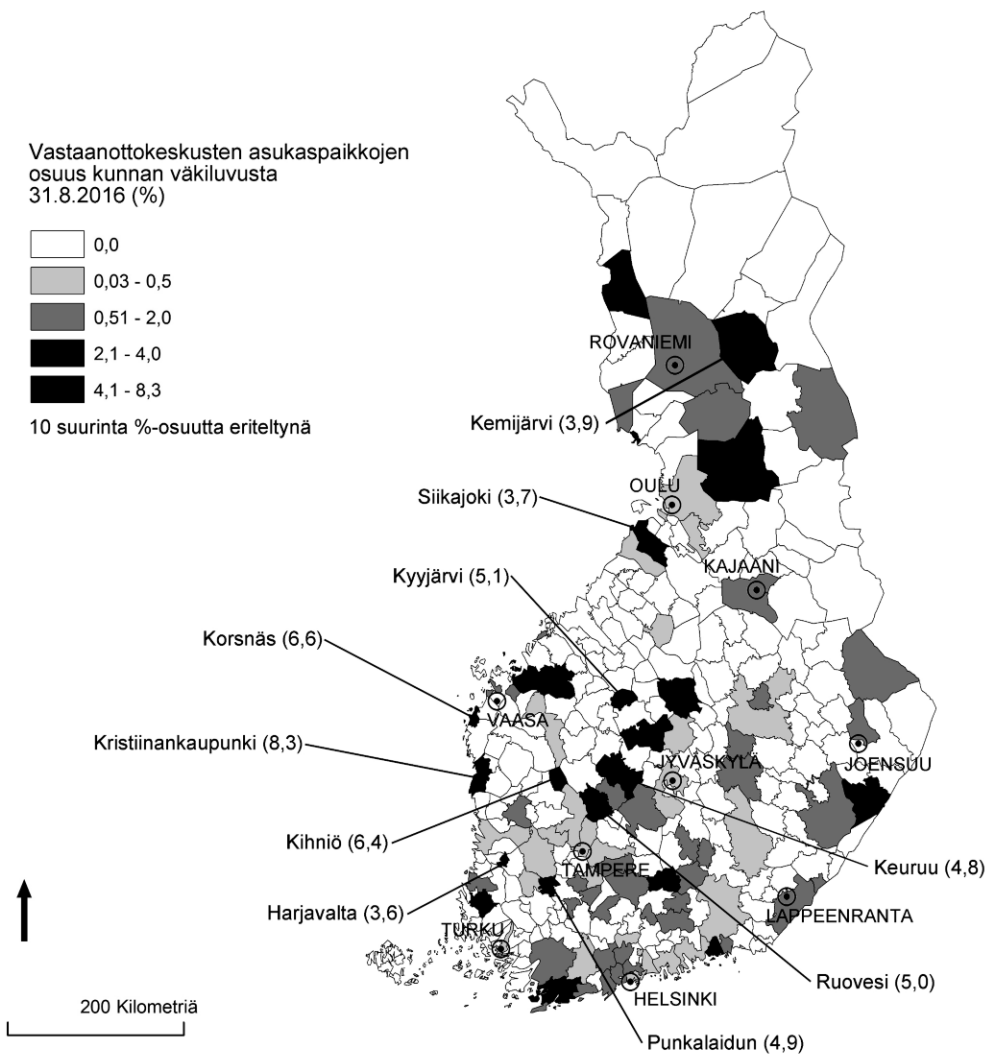 Vastaanottokeskusten asukaspaikkojen
osuus kunnan väkiluvusta
31.8.2016 (%)
0,0
0,03 - 0,5
0,51 - 2,0
2,1 - 4,0
4,1 - 8,3
10 suurinta %-osuutta eriteltynä
ROVANIEMI
Kemijärvi (3,9)
OULU
Siikajoki (3,7)
KAJAANI
Kyyjärvi (5,1)
Korsnäs (6,6)
VAASA
Kristiinankaupunki (8,3)
JYVÄSKYLÄ
JOENSUU
Kihniö (6,4)
TAMPERE
Keuruu (4,8)
Harjavalta (3,6)
LAPPEENRANTA
TURKU
Ruovesi (5,0)
HELSINKI
200 Kilometriä
Punkalaidun (4,9)